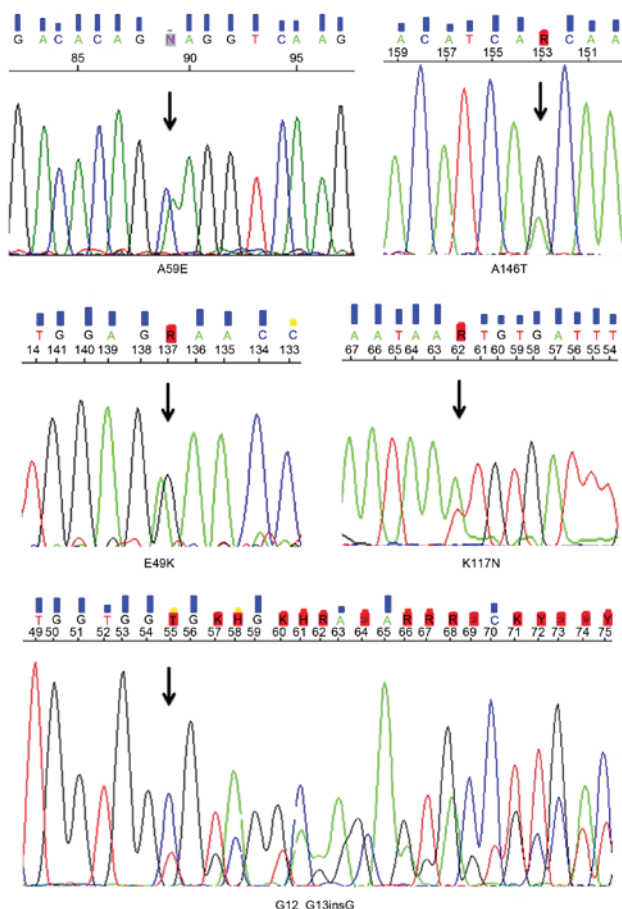 G A C A C A G N A G G T C A A G
85 90 95
A59E
A C A T C A R C A A
159 157 155 153 151
A146T
T G G A G R A A C C
14 141 140 139 138 137 136 135 134 133
E49K
A A T A A R T G T G A T T T
67 66 65 64 63 62 61 60 59 58 57 56 55 54
K117N
T G G T G G T G K H G K H R A A R R R C K Y Y
49 50 51 52 53 54 55 56 57 58 59 60 61 62 63 64 65 66 67 68 69 70 71 72 73 74 75
G12_G13insG